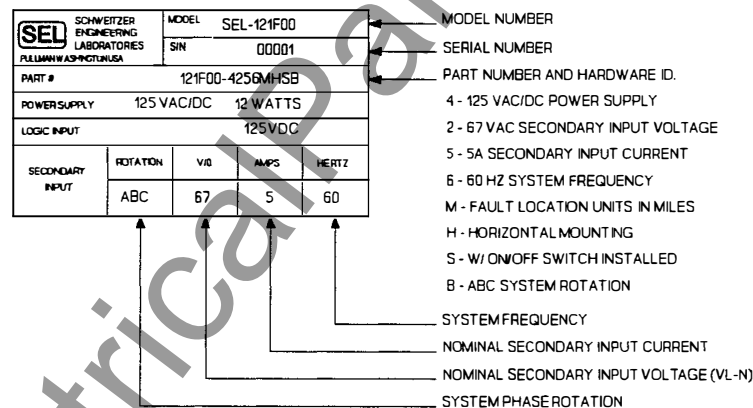 SEL
SCHWEITZER
ENGINEERING
LABORATORIES
PULLMAN WASHINGTON USA
MODEL SEL-121F00
S/N 00001
PART # 121F00-4256MHSB
POWER SUPPLY 125 VAC/DC 12 WATTS
LOGIC INPUT 125VDC
SECONDARY INPUT
ROTATION V/Ø AMPS HERTZ
ABC 67 5 60
MODEL NUMBER
SERIAL NUMBER
PART NUMBER AND HARDWARE ID.
4 - 125 VAC/DC POWER SUPPLY
2 - 67 VAC SECONDARY INPUT VOLTAGE
5 - 5A SECONDARY INPUT CURRENT
6 - 60 HZ SYSTEM FREQUENCY
M - FAULT LOCATION UNITS IN MILES
H - HORIZONTAL MOUNTING
S - W/ ON/OFF SWITCH INSTALLED
B - ABC SYSTEM ROTATION
SYSTEM FREQUENCY
NOMINAL SECONDARY INPUT CURRENT
NOMINAL SECONDARY INPUT VOLTAGE (VL-N)
SYSTEM PHASE ROTATION